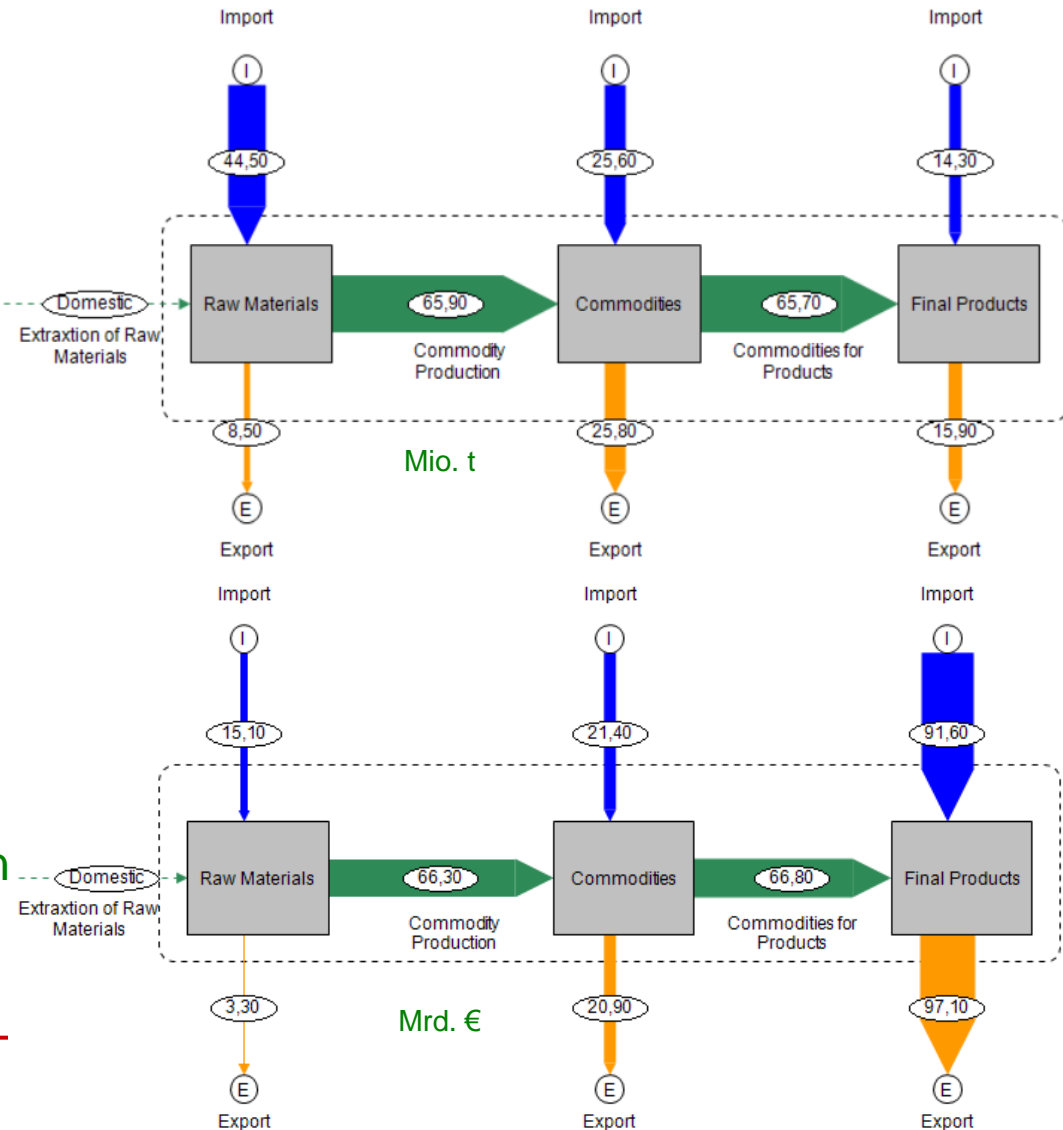 Import Import Import
I I I
44,50 25,60 14,30
Domestic Raw Materials 65,90 Commodities 65,70 Final Products
Extraxtion of Raw
Materials
Commodity
Production
Commodities for
Products
8,50 25,80 15,90
Mio. t
E E E
Export Export Export
Import Import Import
I I I
15,10 21,40 91,60
n
Domestic Raw Materials 66,30 Commodities 66,80 Final Products
Extraxtion of Raw
Materials
Commodity
Production
Commodities for
Products
3,30 20,90 97,10
Mrd. €
E E E
Export Export Export